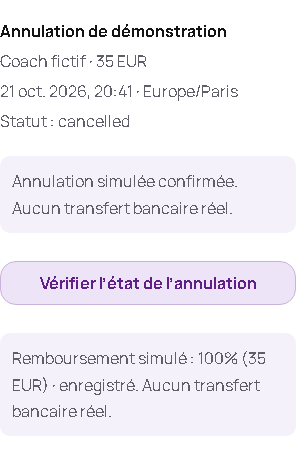 Annulation de démonstration
Coach fictif · 35 EUR
21 oct. 2026, 20:41 · Europe/Paris
Statut : cancelled
Annulation simulée confirmée.
Aucun transfert bancaire réel.
Vérifier l’état de l’annulation
Remboursement simulé : 100% (35
EUR) · enregistré. Aucun transfert
bancaire réel.